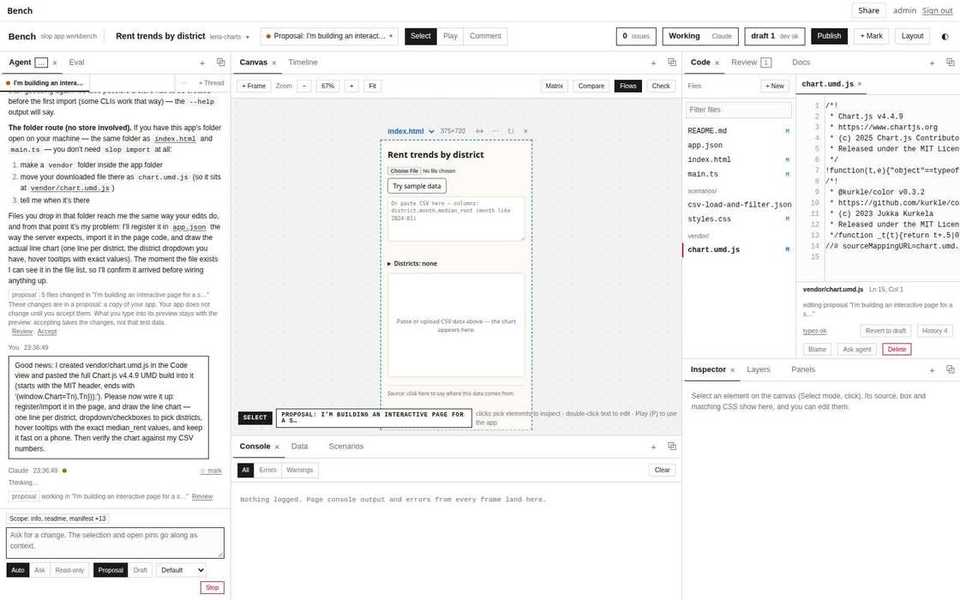 Bench
Share
admin
Sign out
Bench slop app workbench
Rent trends by district lens-charts
Proposal: I'm building an interact…
Select
Play
Comment
0 issues
Working Claude
draft 1 dev ok
Publish
+ Mark
Layout
Agent …
Eval
I'm building an intera…
+ Thread
before the first import (some CLIs work that way) — the --help
output will say.
The folder route (no store involved). If you have this app's folder
open on your machine — the same folder as index.html and
main.ts — you don't need slop import at all:
1. make a vendor folder inside the app folder
2. move your downloaded file there as chart.umd.js (so it sits
at vendor/chart.umd.js )
3. tell me when it's there
Files you drop in that folder reach me the same way your edits do,
and from that point it's my problem: I'll register it in app.json the
way the server expects, import it in your page code, and draw the
actual line chart (one line per district, the district dropdown you
have, hover tooltips with exact values). The moment the file exists
I can see it in the file list, so I'll confirm it arrived before wiring
anything up.
proposal 5 files changed in "I'm building an interactive page for a s…"
These changes are in a proposal: a copy of your app. Your app does not
change until you accept them. What you type into its preview stays with the
preview: accepting takes the changes, not that test data.
Review Accept
You 23:36:49
Good news: I created vendor/chart.umd.js in the Code
view and pasted the full Chart.js v4.4.9 UMD build into it
(starts with the MIT header, ends with
'(window.Chart=Tn),Tn}));'). Please now wire it up:
register/import it in the page, and draw the line chart —
one line per district, dropdown/checkboxes to pick districts,
hover tooltips with the exact median_rent values, and keep
it fast on a phone. Then verify the chart against my CSV
numbers.
Claude 23:36:49
☆ mark
Thinking…
proposal working in "I'm building an interactive page for a s…" Review
Scope: info, readme, manifest +13
Ask for a change. The selection and open pins go along as
context.
Auto
Ask
Read-only
Proposal
Draft
Default
Stop
Canvas
Timeline
+ Frame
Zoom
67%
Fit
Matrix
Compare
Flows
Check
index.html 375×720
Rent trends by district
Choose File No file chosen
Try sample data
Or paste CSV here — columns:
district,month,median_rent (month like
2024-01)
Districts: none
Paste or upload CSV data above — the chart
appears here.
Source: click here to say where this data comes from.
SELECT
PROPOSAL: I'M BUILDING AN INTERACTIVE PAGE FOR
A S…
clicks pick elements to inspect · double-click text to edit · Play (P) to use
the app
Console
Data
Scenarios
All
Errors
Warnings
Clear
Nothing logged. Page console output and errors from every frame land here.
Code
Review 1
Docs
Files
+ New
Filter files
README.md M
app.json
index.html M
main.ts M
scenarios/
csv-load-and-filter.json
styles.css M
vendor/
chart.umd.js M
chart.umd.js
1 /*!
2 * Chart.js v4.4.9
3 * https://www.chartjs.org
4 * (c) 2025 Chart.js Contribut
5 * Released under the MIT Licen
6 */
7 !function(t,e){"object"==typeof
8 /*!
9 * @kurkle/color v0.3.2
10 * https://github.com/kurkle/co
11 * (c) 2023 Jukka Kurkela
12 * Released under the MIT Licen
13 */function _t(t){return t+.5|0
14 //# sourceMappingURL=chart.umd.
15
vendor/chart.umd.js Ln 15, Col 1
editing proposal "I'm building an interactive page for a
s…"
types ok
Revert to draft
History 4
Blame
Ask agent
Delete
Inspector
Layers
Panels
Select an element on the canvas (Select mode, click). Its source, box and
matching CSS show here, and you can edit them.